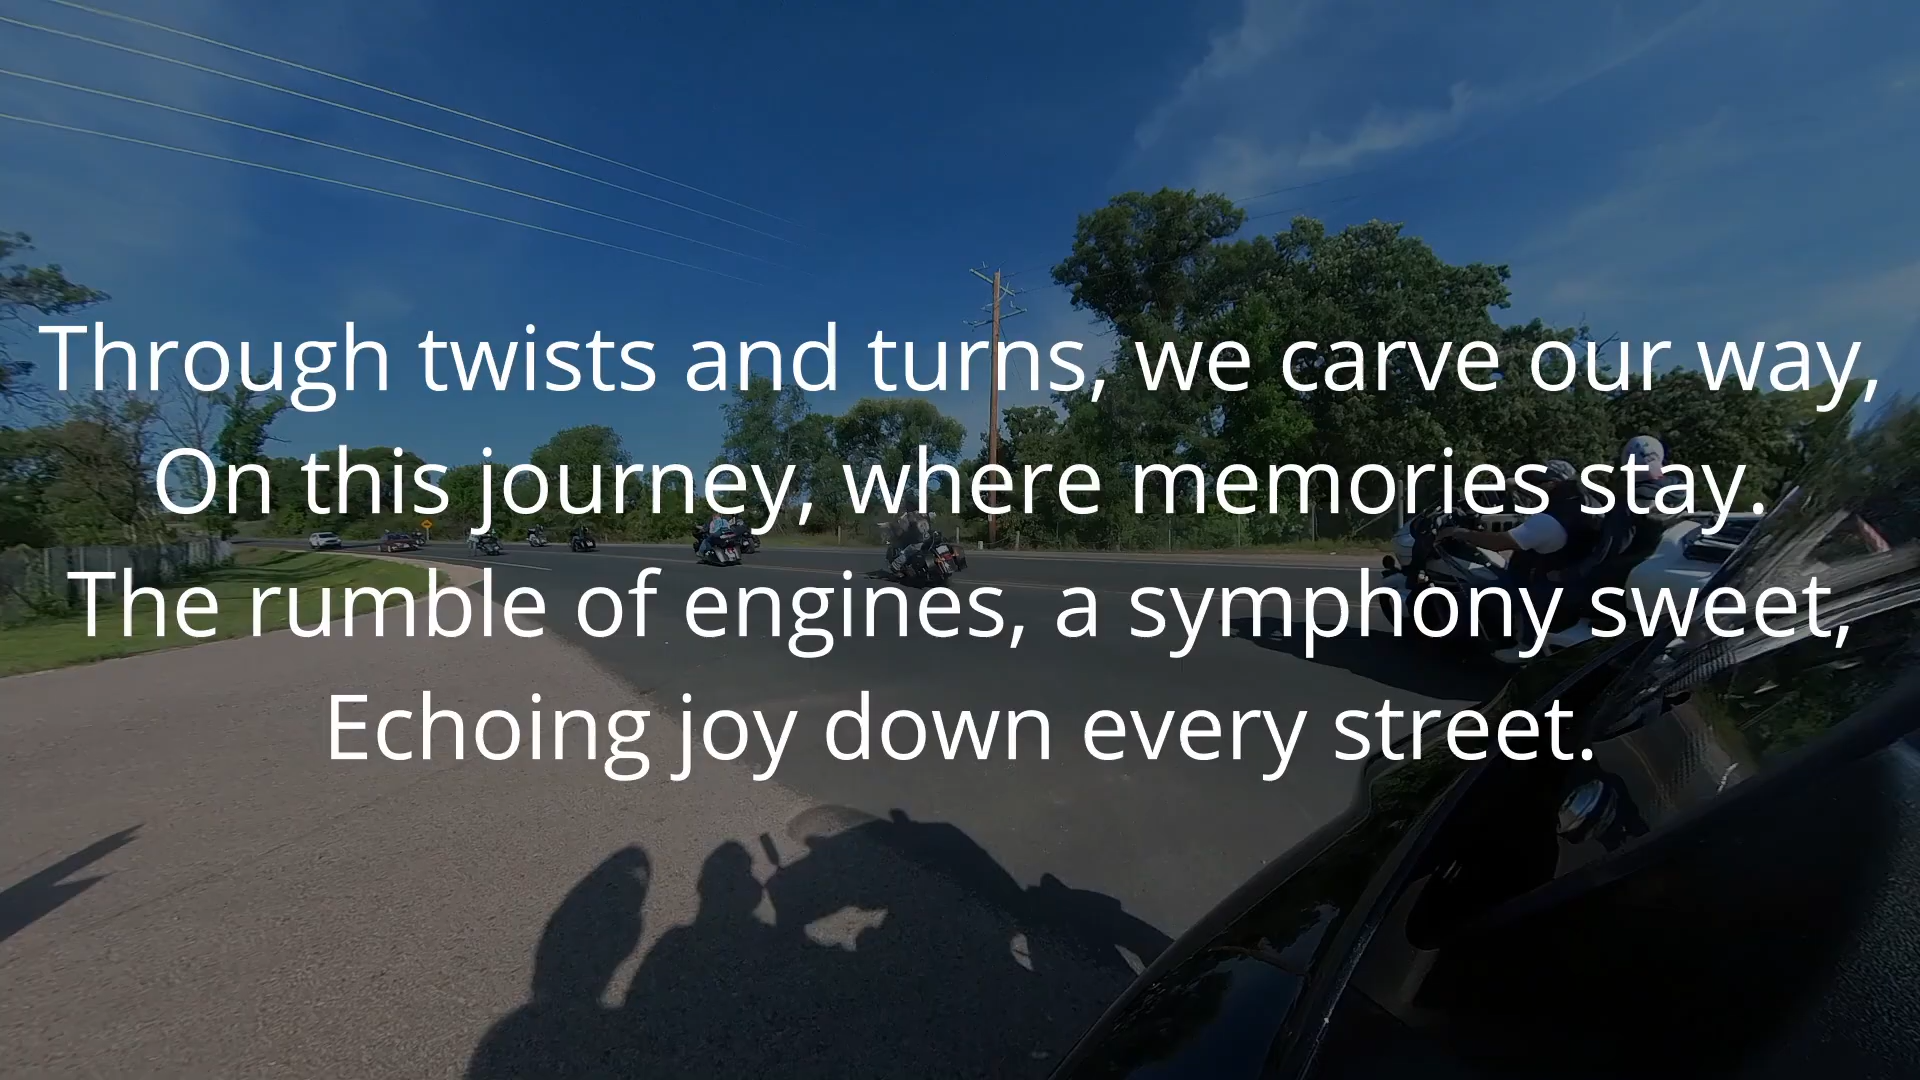 Through twists and turns, we carve our way,
On this journey, where memories stay.
The rumble of engines, a symphony sweet,
Echoing joy down every street.